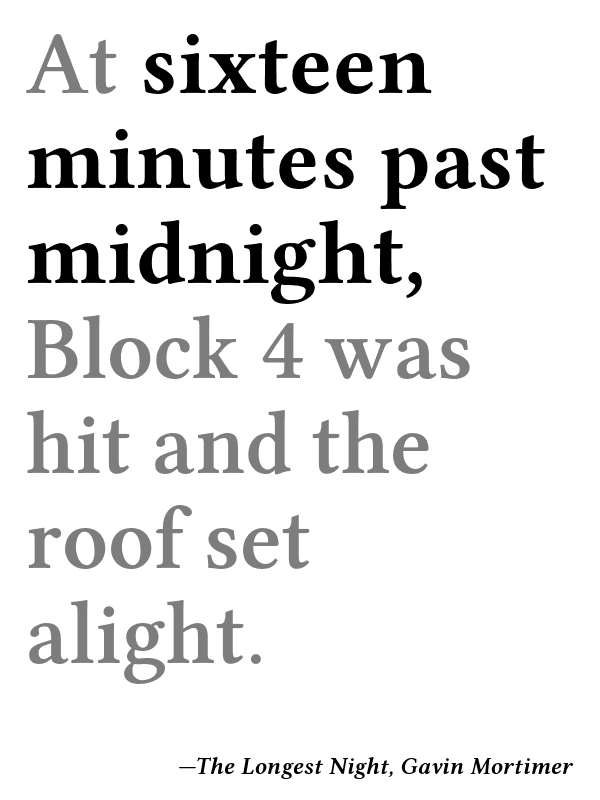 At sixteen
minutes past
midnight,
Block 4 was
hit and the
roof set
alight.
—The Longest Night, Gavin Mortimer